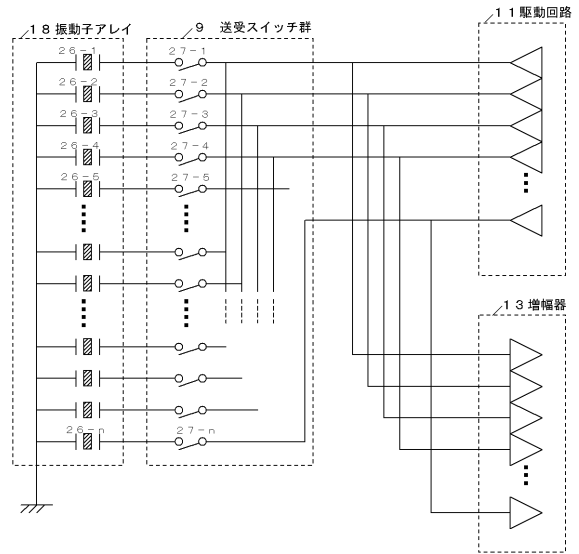 １８振動子アレイ
９ 送受スイッチ群
１１駆動回路
２６-１
２７-１
２６-２
２７-２
２６-３
２７-３
２６-４
２７-４
２６-５
２７-５
１３増幅器
２６-ｎ
２７-ｎ